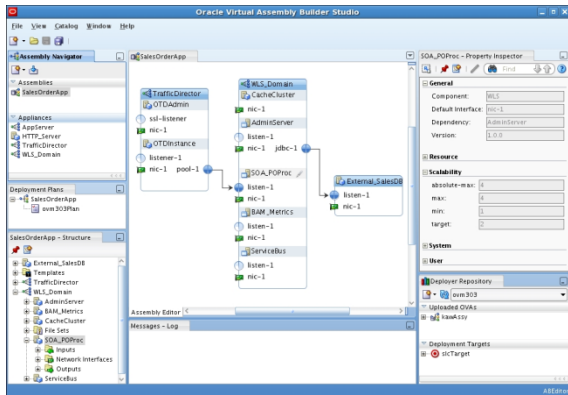 Oracle Virtual Assembly Builder Studio
File View Catalog Window Help
Assembly Navigator
Assemblies
SalesOrderApp
Appliances
AppServer
HTTP_Server
TrafficDirector
WLS_Domain
Deployment Plans
SalesOrderApp
ovm303Plan
SalesOrderApp - Structure
External_SalesDB
Templates
TrafficDirector
WLS_Domain
AdminServer
BAM_Metrics
CacheCluster
File Sets
SOA_POProc
Inputs
Network Interfaces
Outputs
ServiceBus
SalesOrderApp
TrafficDirector
OTDAdmin
ssl-listener
nic-1
OTDInstance
listener-1
nic-1 pool-1
WLS_Domain
CacheCluster
nic-1
AdminServer
listen-1
nic-1 jdbc-1
SOA_POProc
listen-1
nic-1
BAM_Metrics
listen-1
nic-1
ServiceBus
listen-1
nic-1
External_SalesDB
listen-1
nic-1
Assembly Editor
Messages - Log
SOA_POProc - Property Inspector
Find
General
Component: WLS
Default Interface: nic-1
Dependency: AdminServer
Version: 1.0.0
Resource
Scalability
absolute-max: 4
max: 4
min: 1
target: 2
System
User
Deployer Repository
ovm303
Uploaded OVAs
kawAssy
Deployment Targets
slcTarget
ABEditor